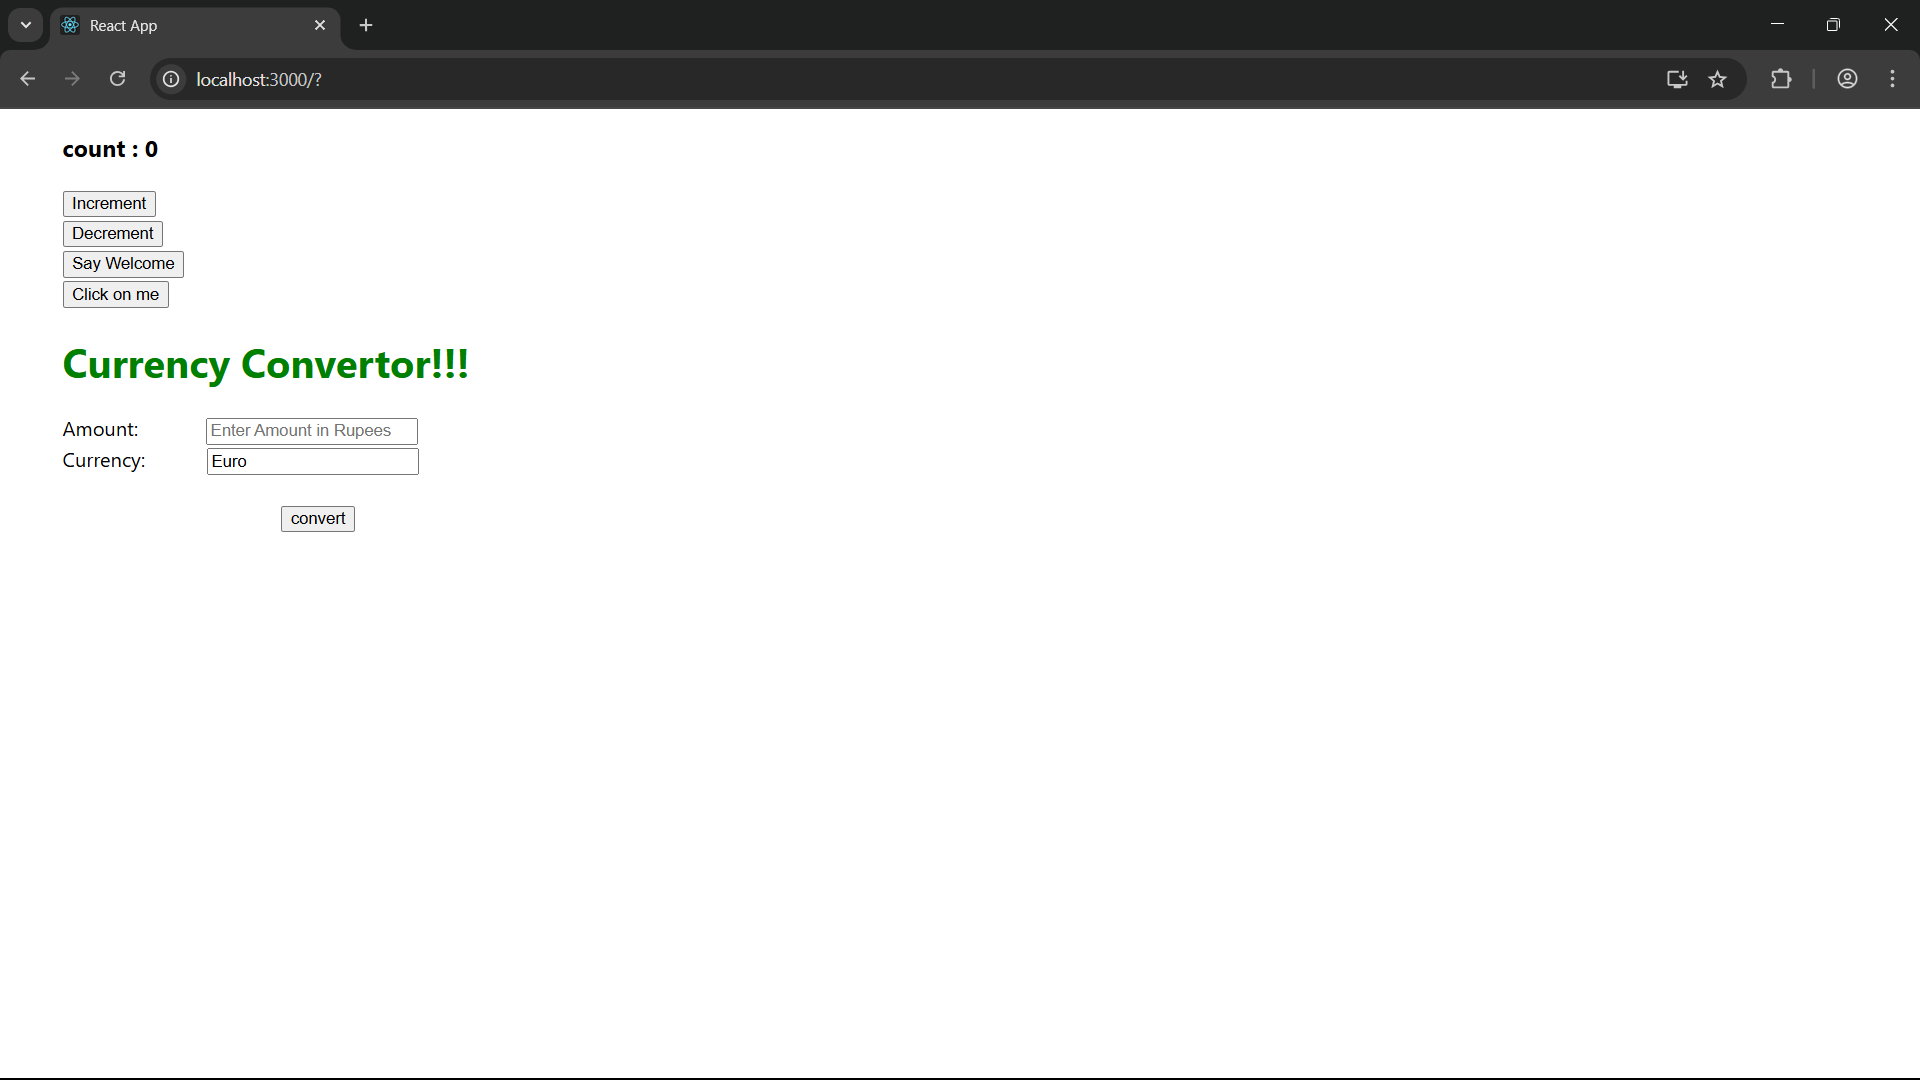 React App
localhost:3000/?
count : 0
Increment
Decrement
Say Welcome
Click on me
Currency Convertor!!!
Amount: Enter Amount in Rupees
Currency: Euro
convert